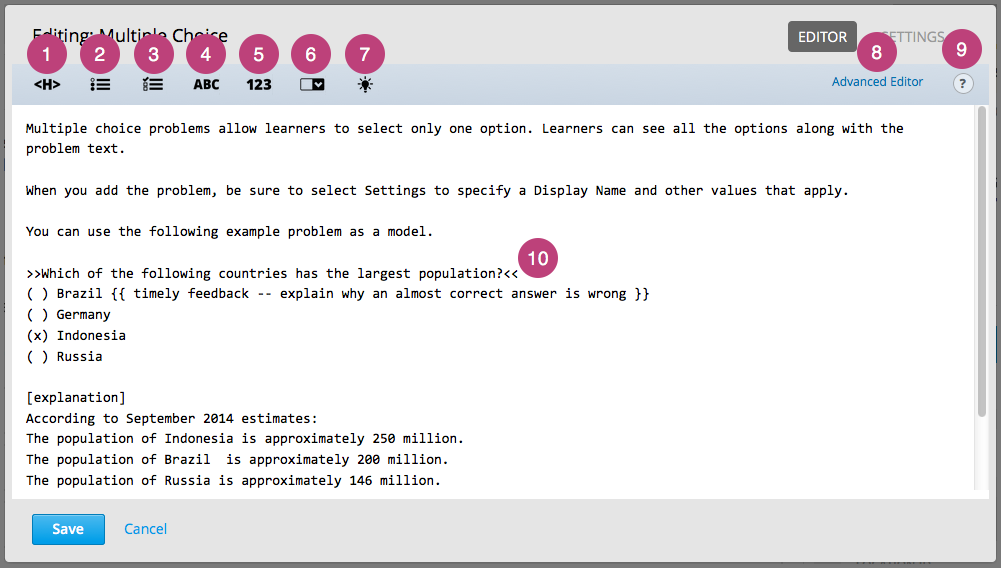 Editing: Multiple Choice
EDITOR
SETTINGS
1 2 3 4 5 6 7 8 9
<H> ABC 123
Advanced Editor
?
Multiple choice problems allow learners to select only one option. Learners can see all the options along with the
problem text.
When you add the problem, be sure to select Settings to specify a Display Name and other values that apply.
You can use the following example problem as a model.
10
>>Which of the following countries has the largest population?<<
( ) Brazil {{ timely feedback -- explain why an almost correct answer is wrong }}
( ) Germany
(x) Indonesia
( ) Russia
[explanation]
According to September 2014 estimates:
The population of Indonesia is approximately 250 million.
The population of Brazil  is approximately 200 million.
The population of Russia is approximately 146 million.
Save
Cancel